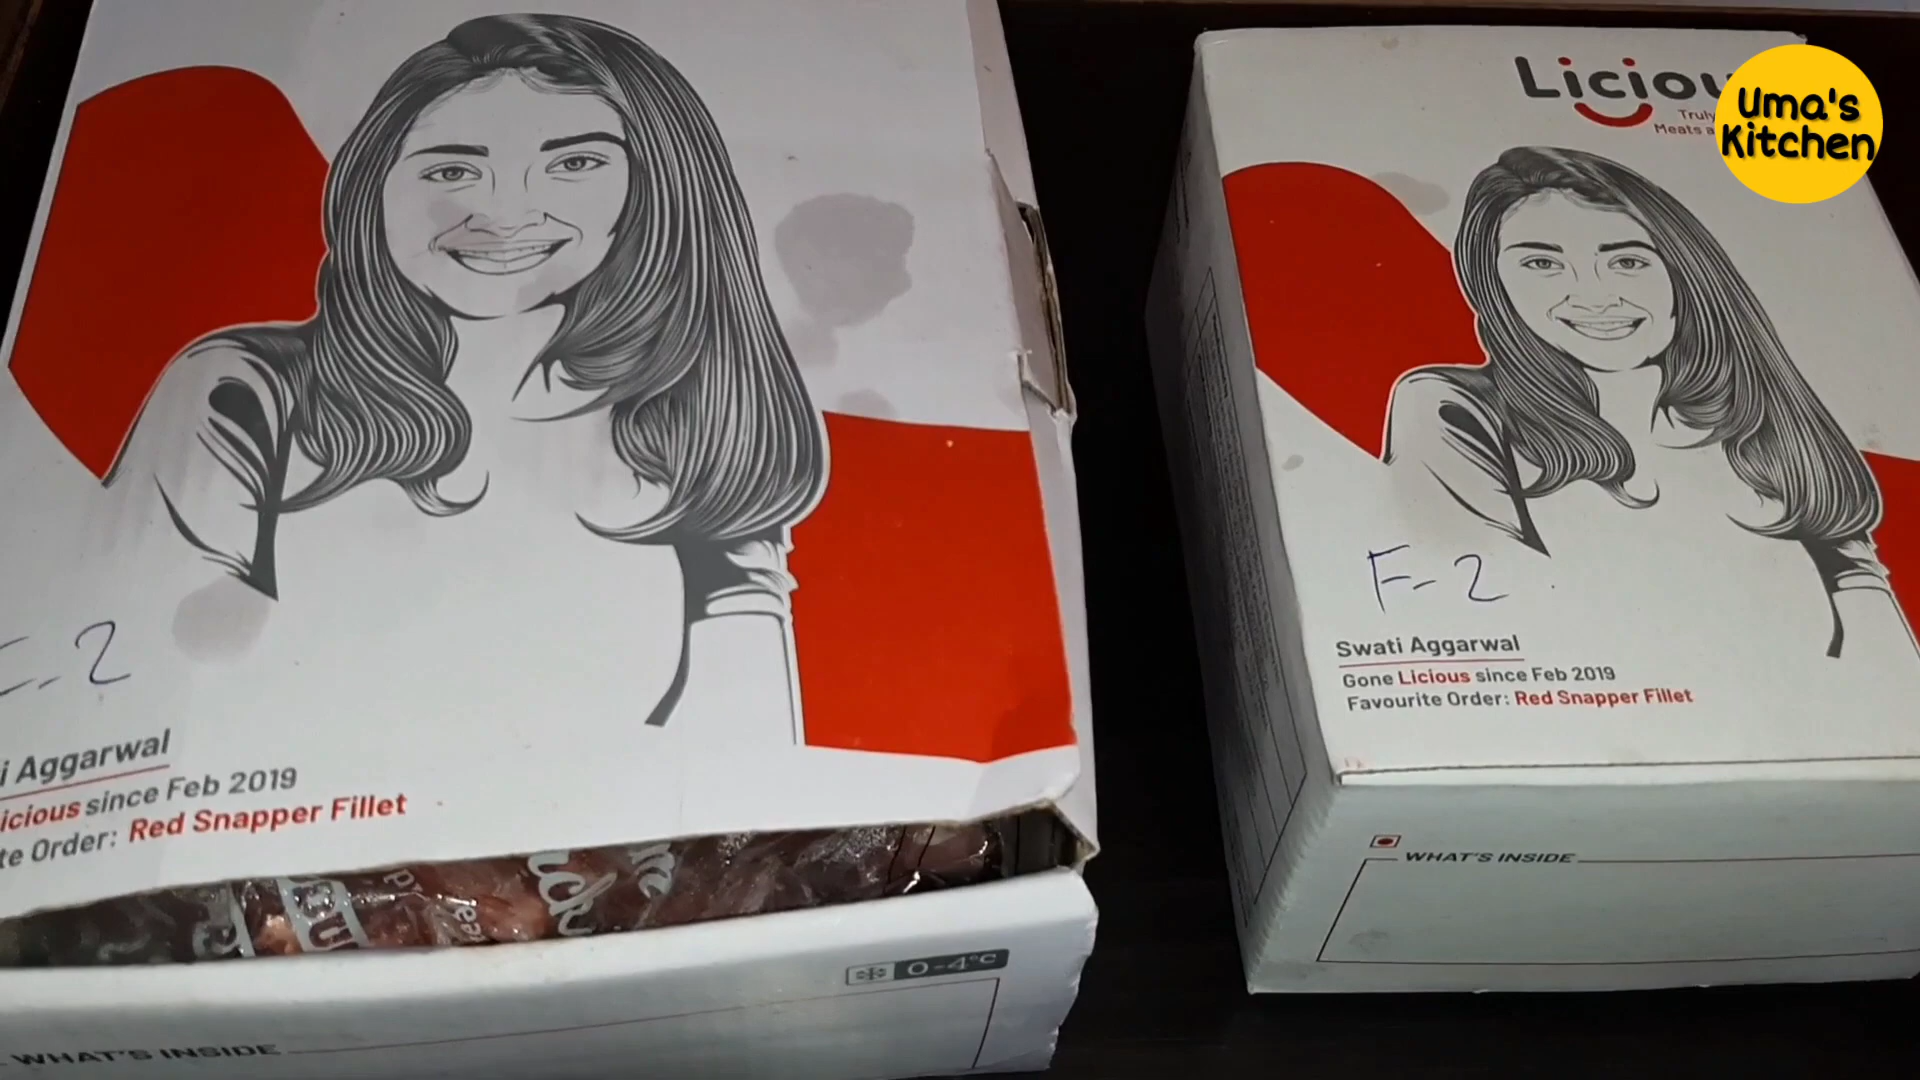 -2
i Aggarwal
icious since Feb 2019
te Order: Red Snapper Fillet
0-4°C
WHAT'S INSIDE
Liciou
Truly
Meats a
Uma's
Kitchen
F-2
Swati Aggarwal
Gone Licious since Feb 2019
Favourite Order: Red Snapper Fillet
WHAT'S INSIDE